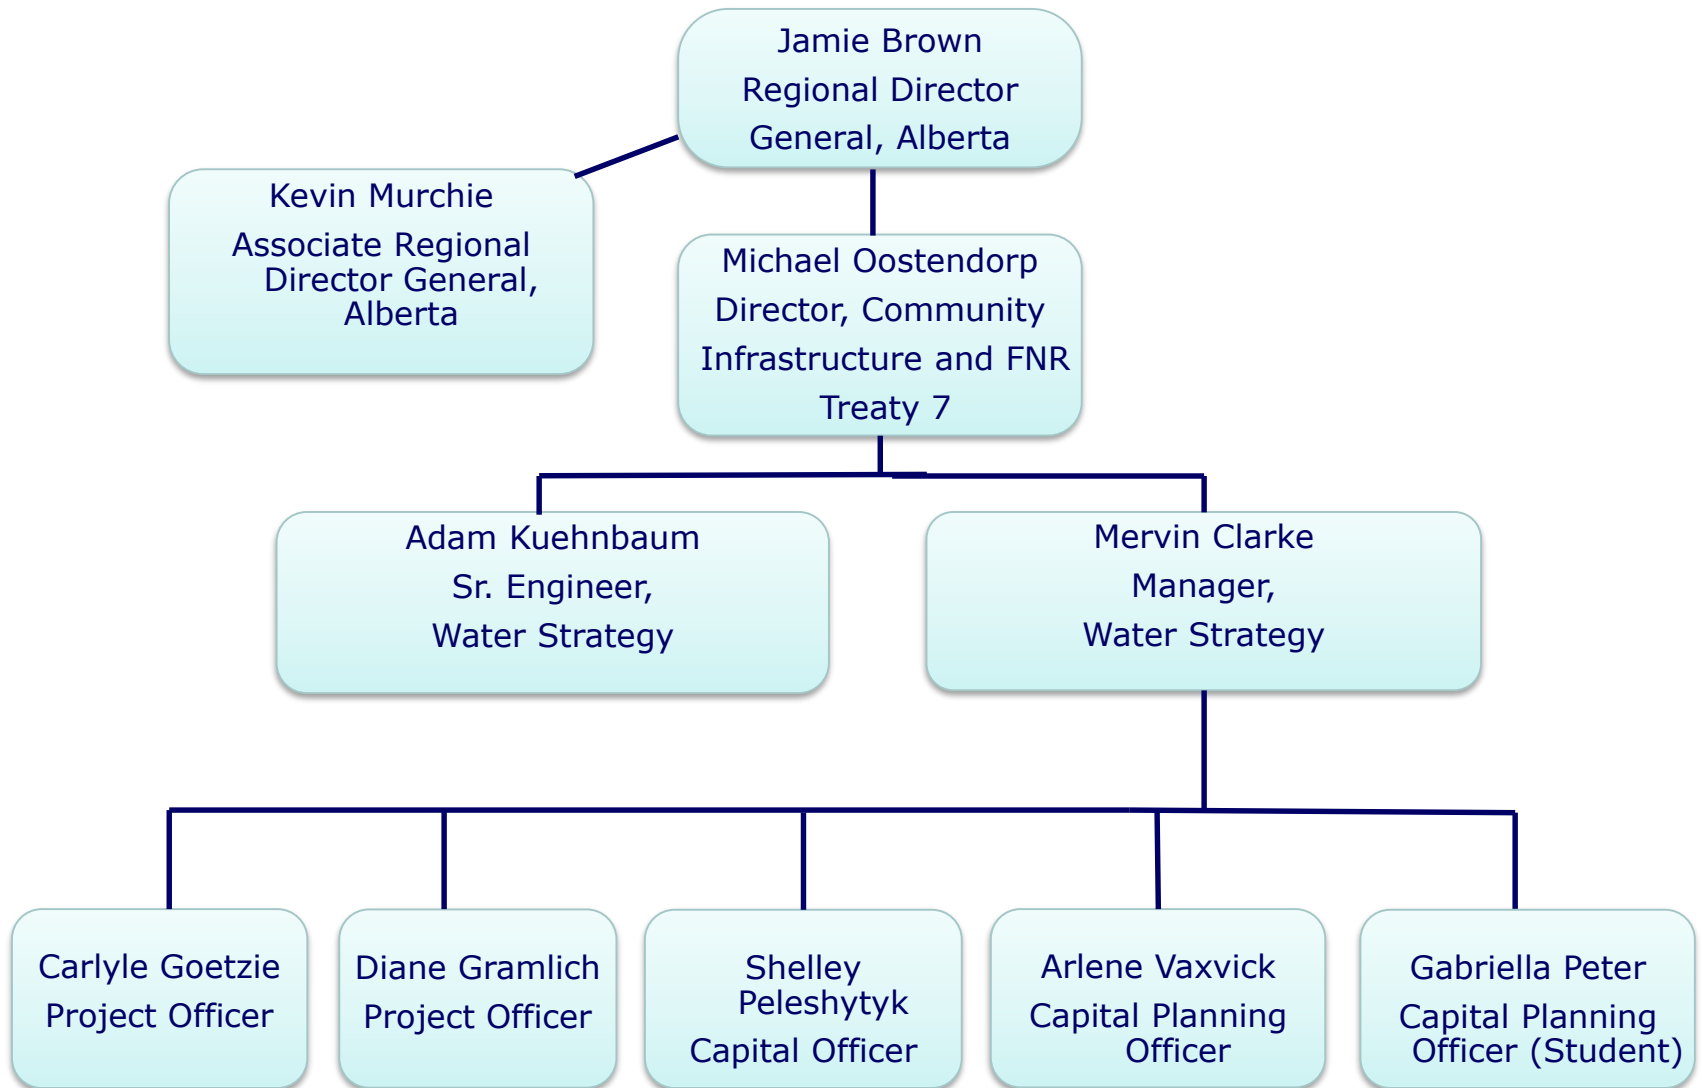 Jamie Brown
Regional Director
General, Alberta
Kevin Murchie
Associate Regional
Director General,
Alberta
Michael Oostendorp
Director, Community
Infrastructure and FNR
Treaty 7
Adam Kuehnbaum
Sr. Engineer,
Water Strategy
Mervin Clarke
Manager,
Water Strategy
Carlyle Goetzie
Project Officer
Diane Gramlich
Project Officer
Shelley
Peleshytyk
Capital Officer
Arlene Vaxvick
Capital Planning
Officer
Gabriella Peter
Capital Planning
Officer (Student)